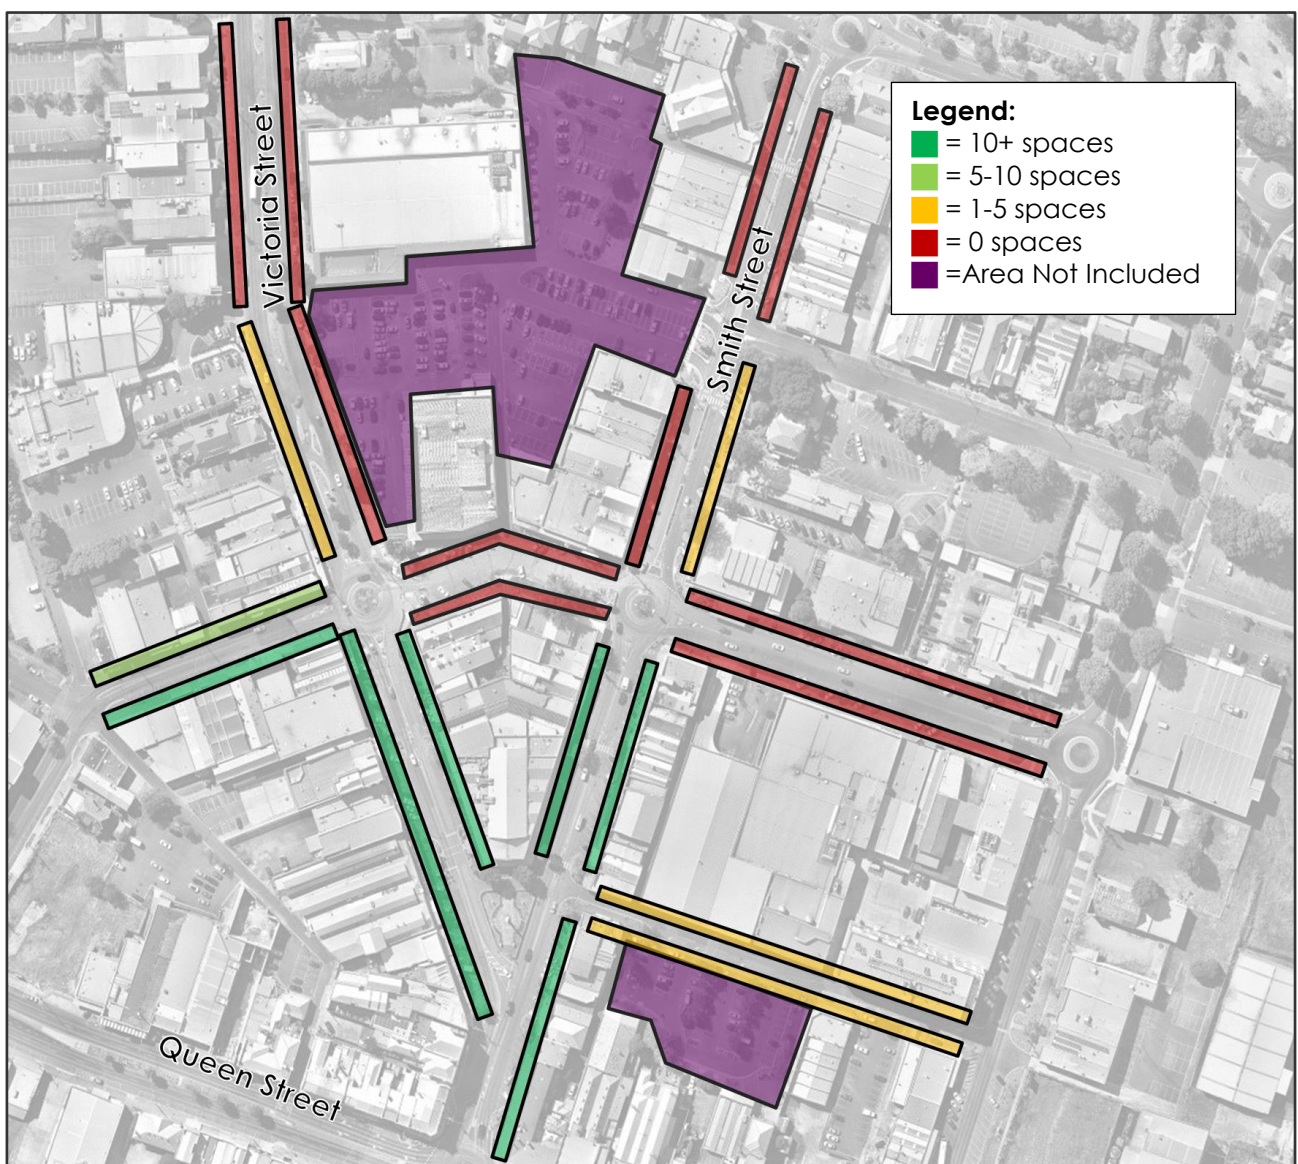 Victoria Street
Smith Street
Legend:
= 10+ spaces
= 5-10 spaces
= 1-5 spaces
= 0 spaces
=Area Not Included
Queen Street